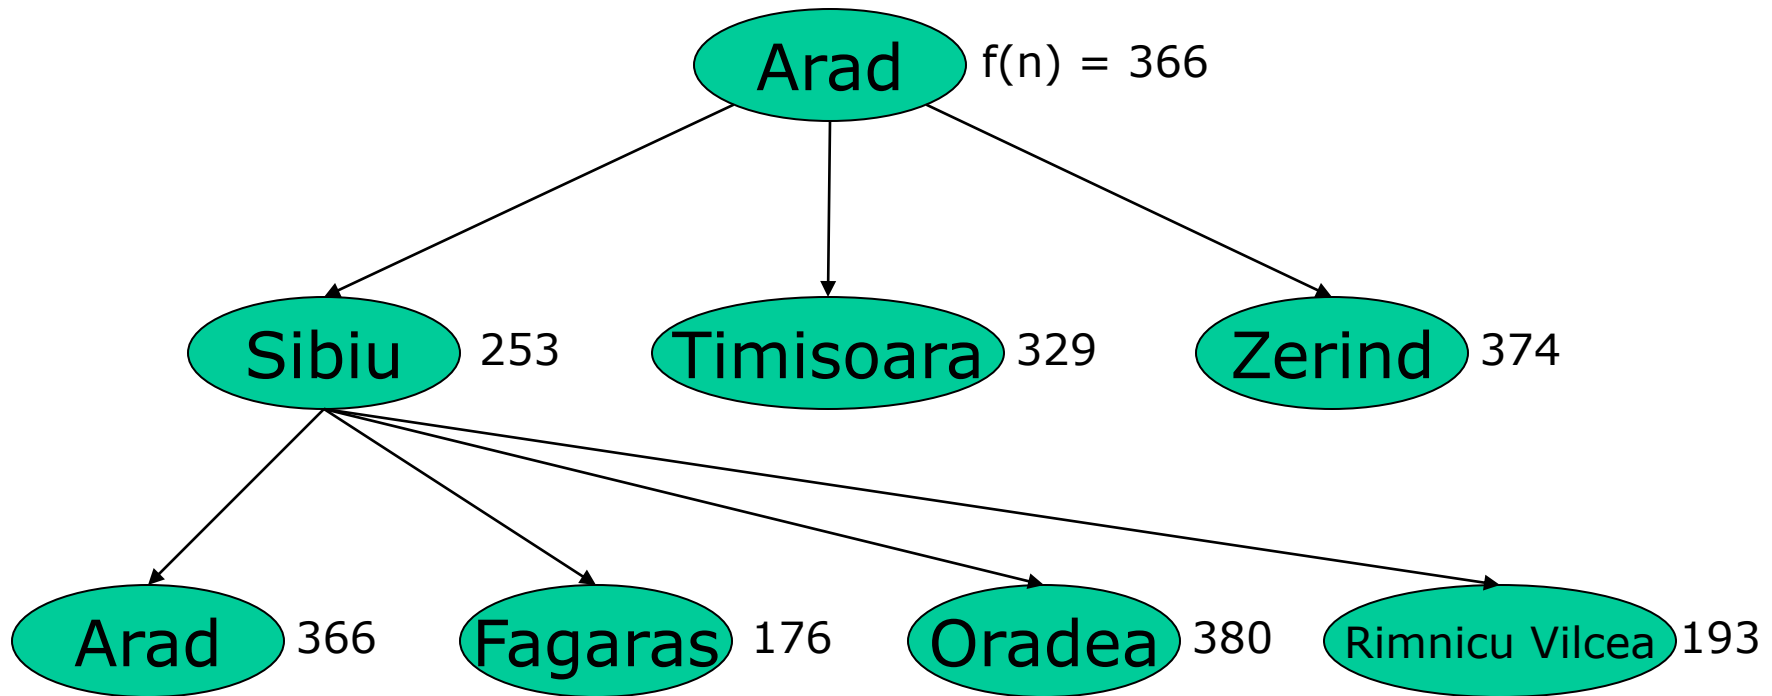 Arad f(n) = 366
Sibiu 253 Timisoara 329 Zerind 374
Arad 366 Fagaras 176 Oradea 380 Rimnicu Vilcea 193